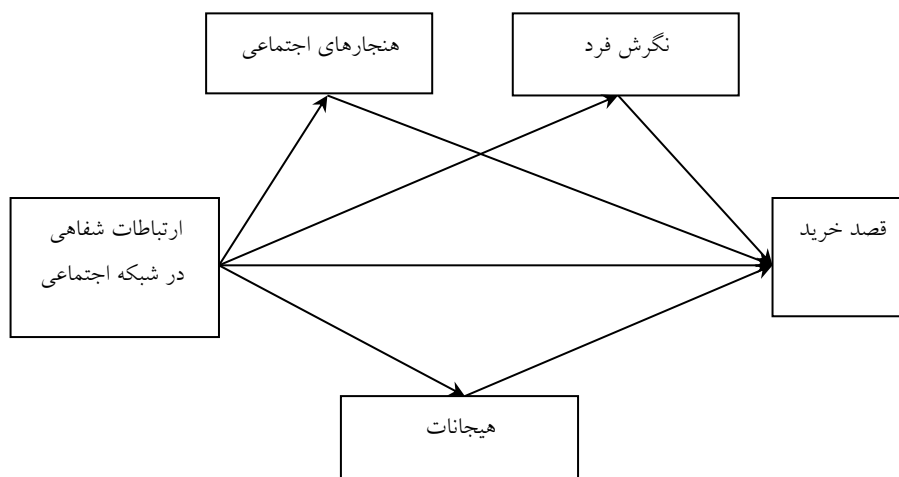 نگرش فرد
هنجارهای اجتماعی
قصد خرید
ارتباطات شفاهی
در شبکه اجتماعی
هیجانات